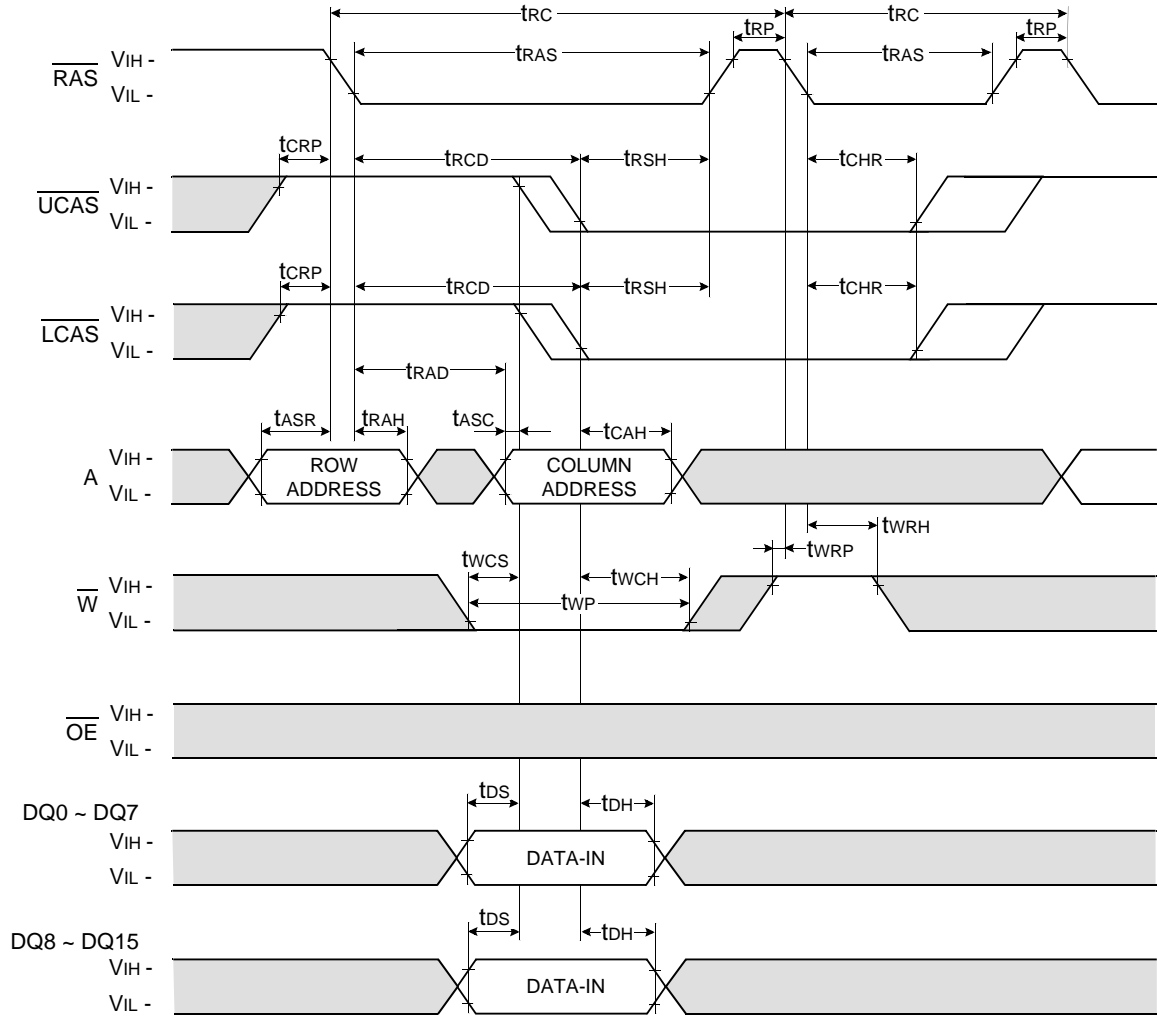 tRC tRC
tRP tRP
RAS VIH - tRAS tRAS
VIL -
tCRP tRCD tRSH tCHR
UCAS VIH -
VIL -
tCRP tRCD tRSH tCHR
LCAS VIH -
VIL -
tRAD
tASR tRAH tASC tCAH
A VIH - ROW ADDRESS COLUMN ADDRESS
VIL -
tWRH
tWRP
tWCS tWCH
W VIH - tWP
VIL -
OE VIH -
VIL -
tDS tDH
DQ0 ~ DQ7
VIH -
VIL - DATA-IN
tDS tDH
DQ8 ~ DQ15
VIH -
VIL - DATA-IN